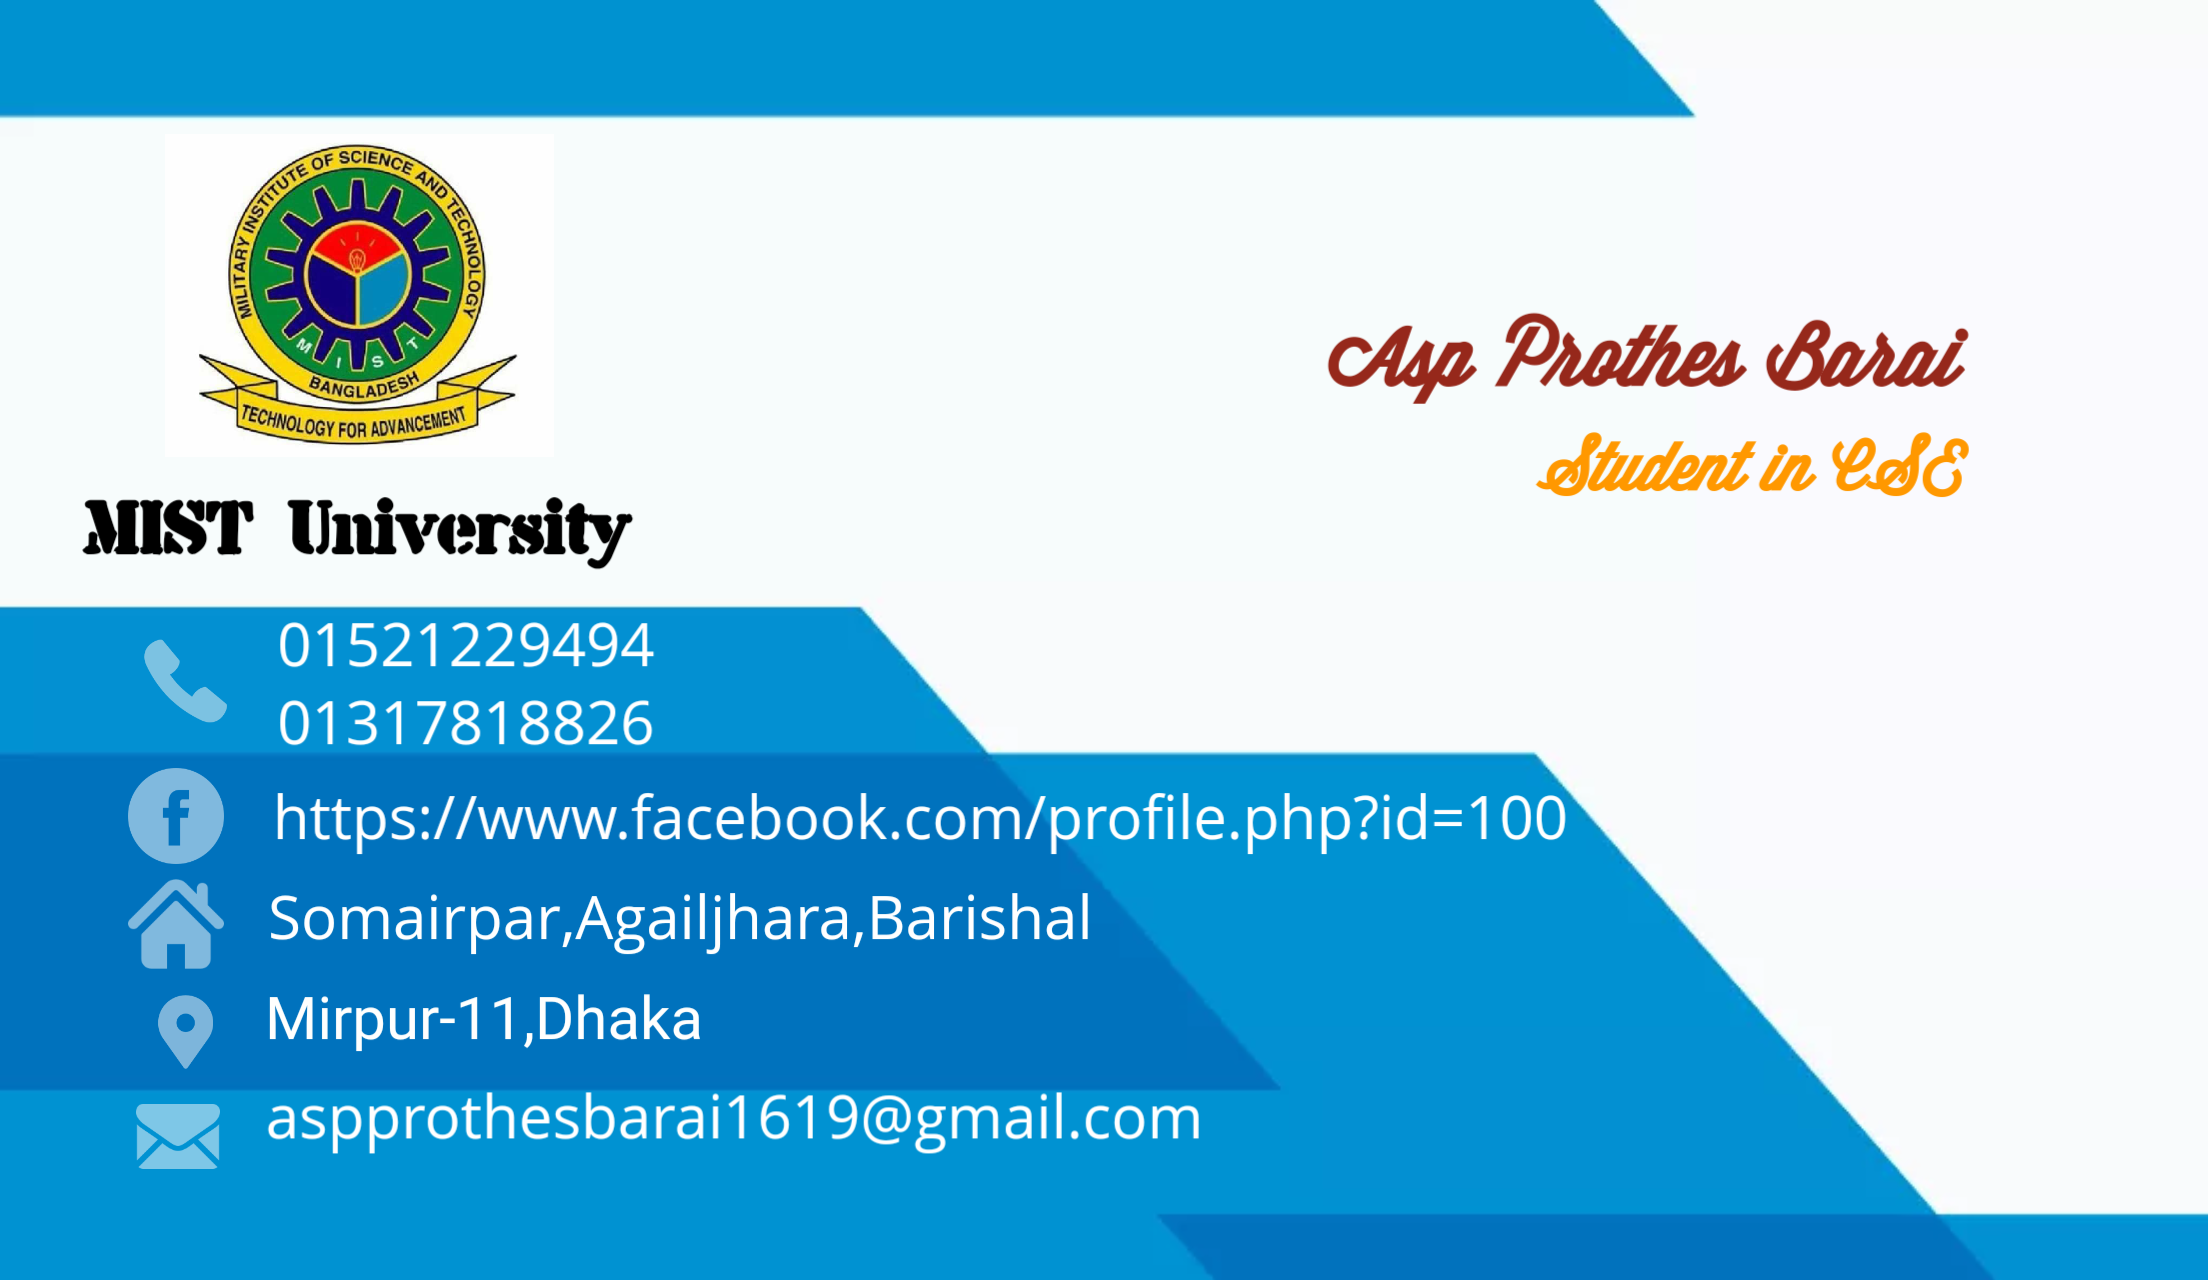 MILITARY INSTITUTE OF SCIENCE AND TECHNOLOGY
M I S T
BANGLADESH
TECHNOLOGY FOR ADVANCEMENT
MIST University
Asp Prothes Barai
Student in CSE
01521229494
01317818826
https://www.facebook.com/profile.php?id=100
Somairpar,Agailjhara,Barishal
Mirpur-11,Dhaka
aspprothesbarai1619@gmail.com